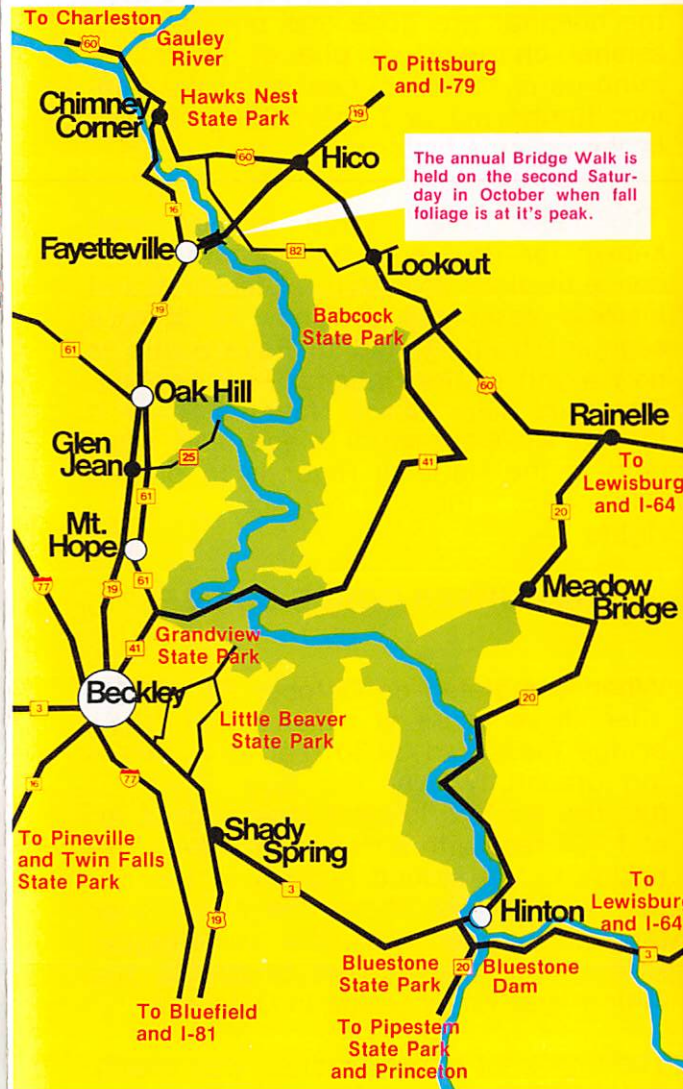 To Charleston
60
Gauley
River
To Pittsburg
and I-79
19
Chimney
Corner
Hawks Nest
State Park
60
Hico
The annual Bridge Walk is
held on the second Satur-
day in October when fall
foliage is at it's peak.
16
Fayetteville
82
Lookout
19
Babcock
State Park
61
Oak Hill
60
Rainelle
Glen
Jean
25
61
41
To
Lewisburg
and I-64
20
Mt.
Hope
77
19
61
Meadow
Bridge
41
Grandview
State Park
Beckley
3
20
Little Beaver
State Park
16
77
To Pineville
and Twin Falls
State Park
Shady
Spring
3
19
Hinton
To
Lewisburg
and I-64
Bluestone
State Park
20
Bluestone
Dam
3
To Bluefield
and I-81
To Pipestem
State Park
and Princeton